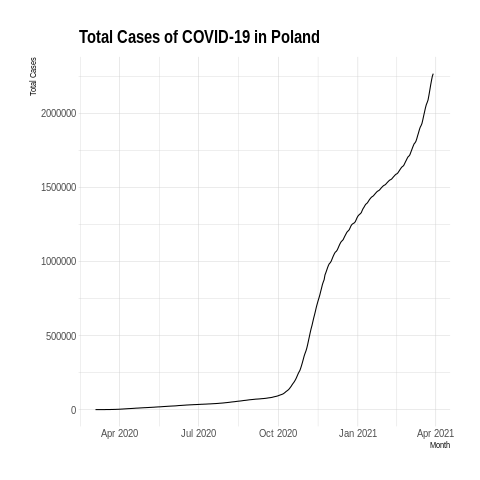 Total Cases of COVID-19 in Poland
Total Cases
2000000
1500000
1000000
500000
0
Apr 2020 Jul 2020 Oct 2020 Jan 2021 Apr 2021
Month